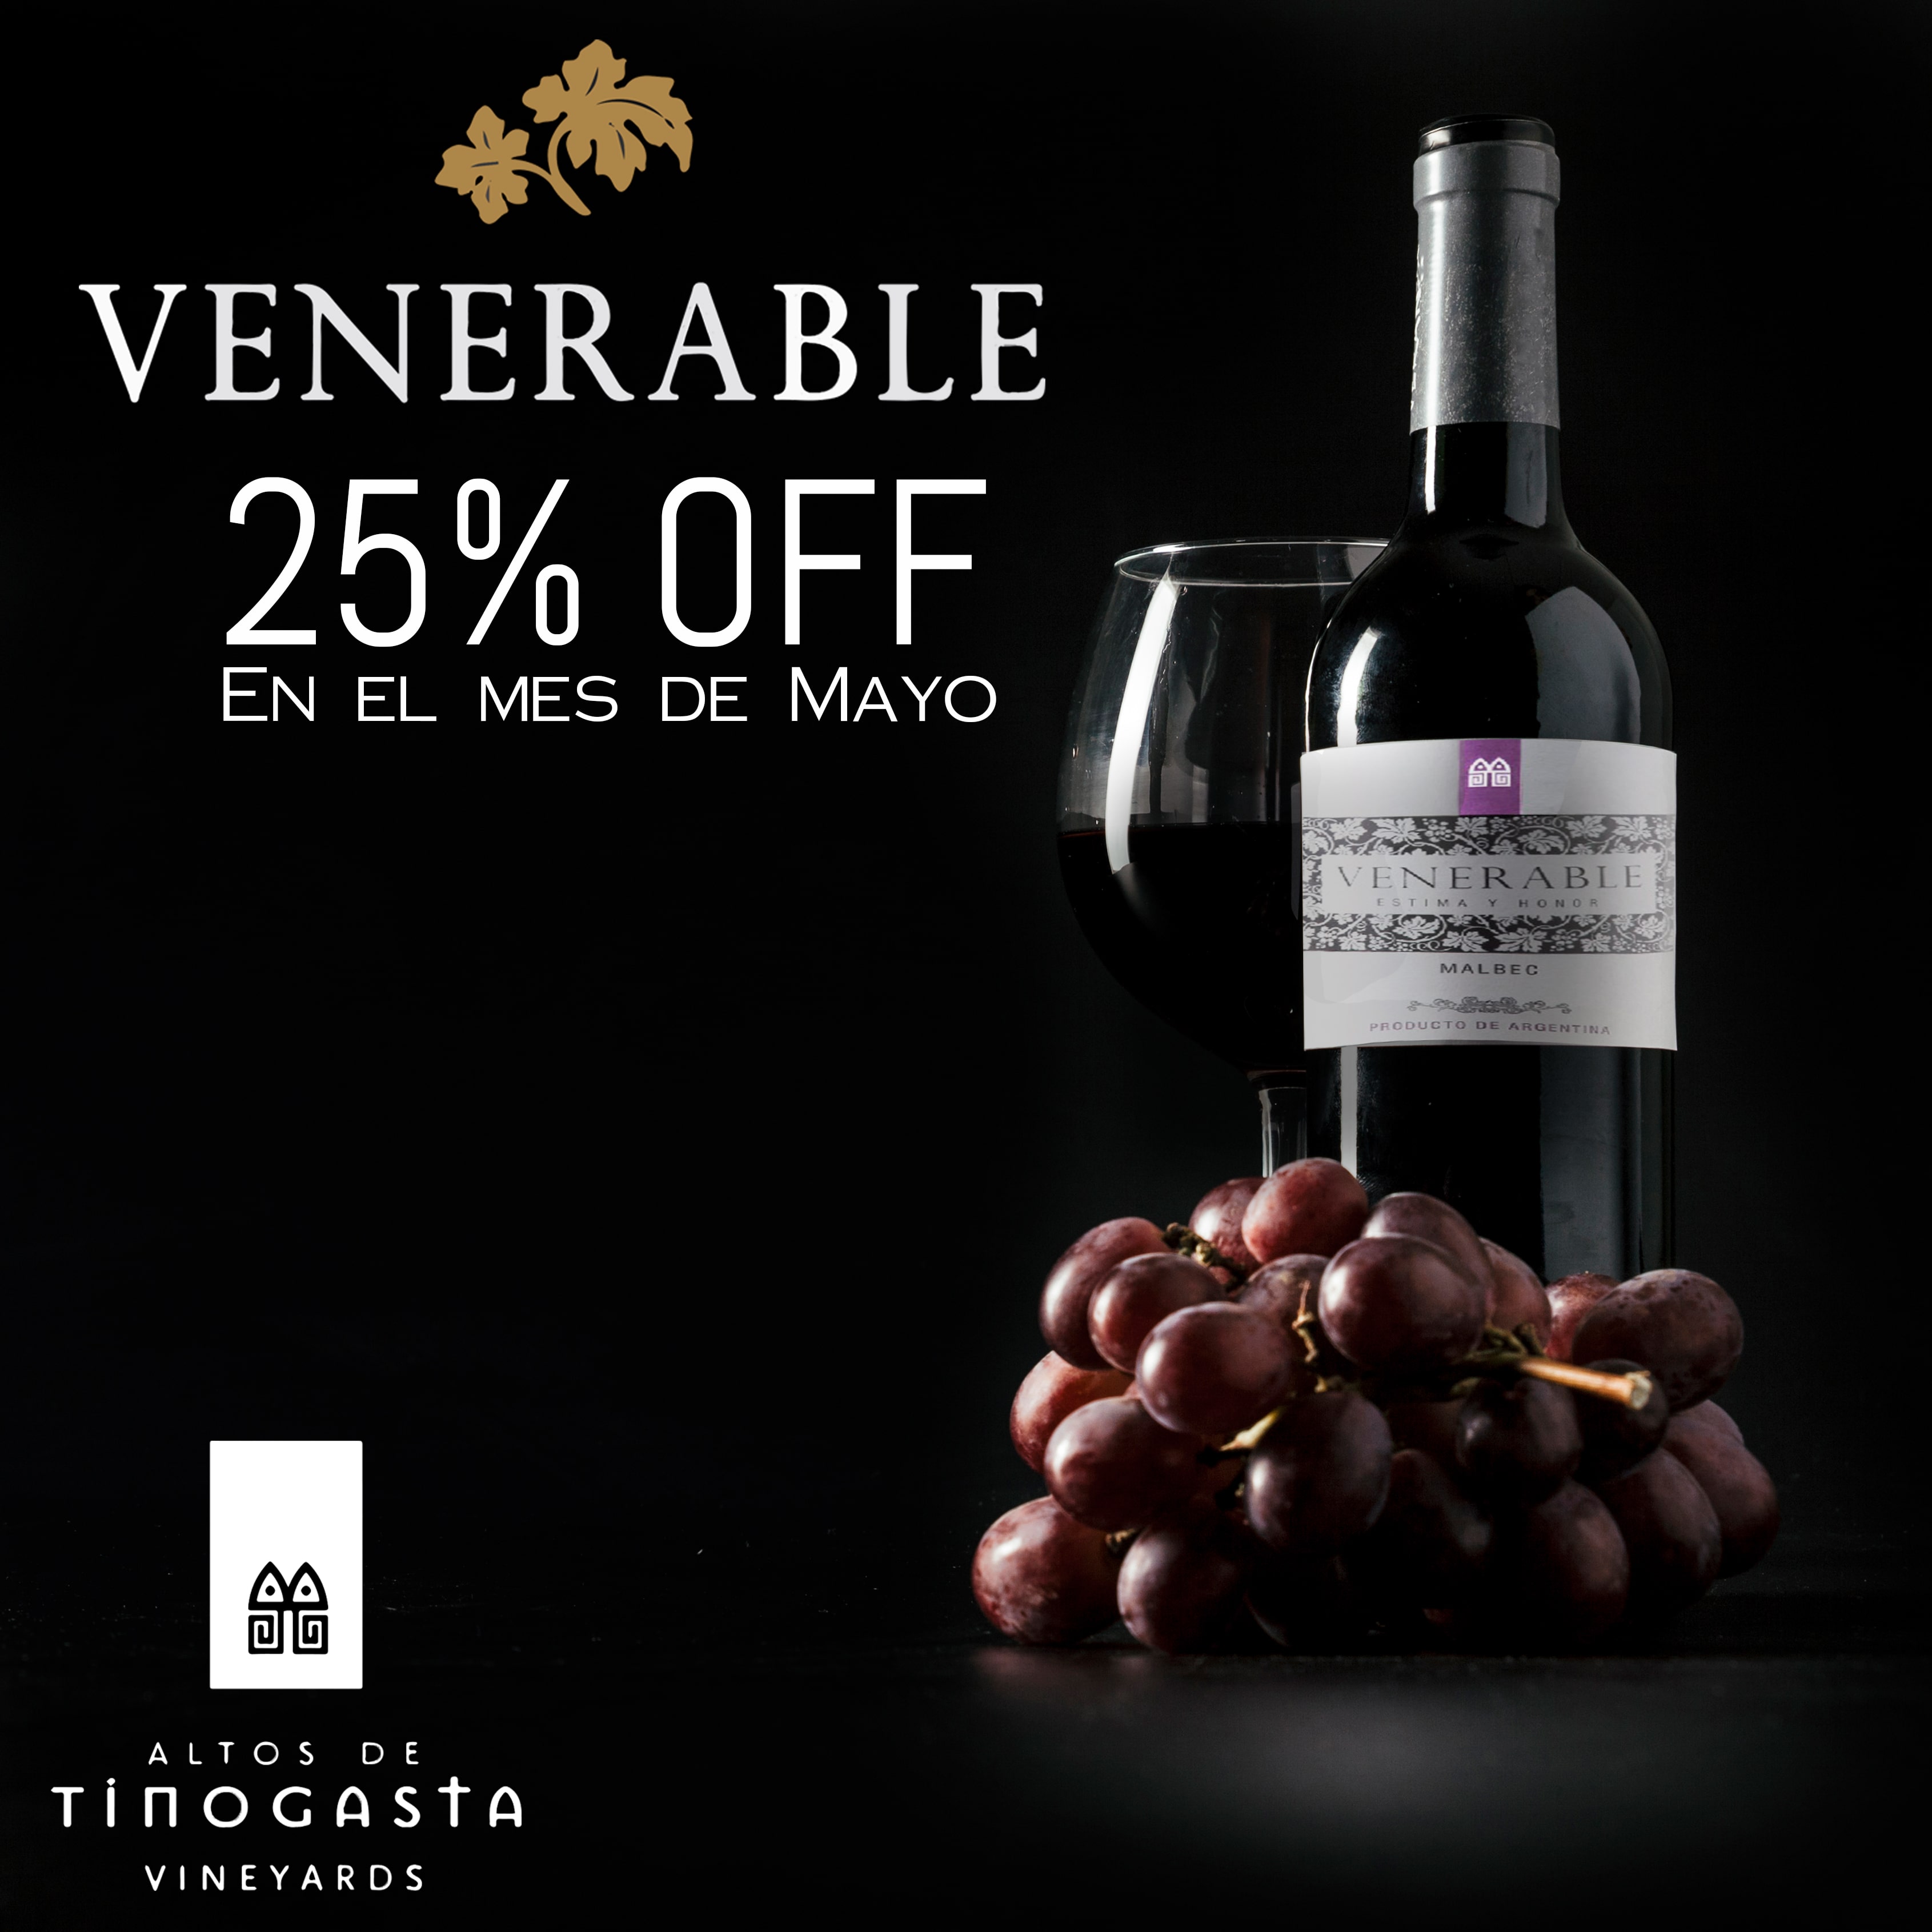 VENERABLE
25% OFF
EN EL MES DE MAYO
VENERABLE
ESTIMA Y HONOR
MALBEC
PRODUCTO DE ARGENTINA
ALTOS DE
TINOGASTA
VINEYARDS